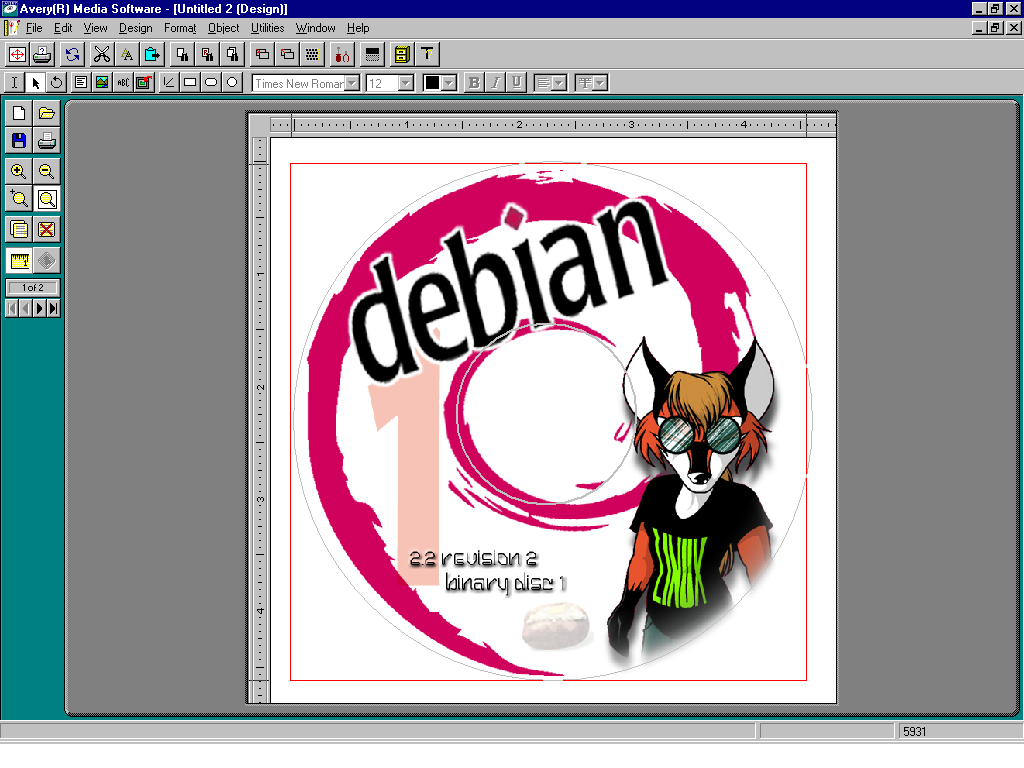 Avery(R) Media Software - [Untitled 2 (Design)]
File Edit View Design Format Object Utilities Window Help
ABC T
Times New Roman 12 B I U T
1 2 3 4
1 of 2
1
2
3
4
debian
1
LINUX
2.2 revision 2
binary disc 1
5931